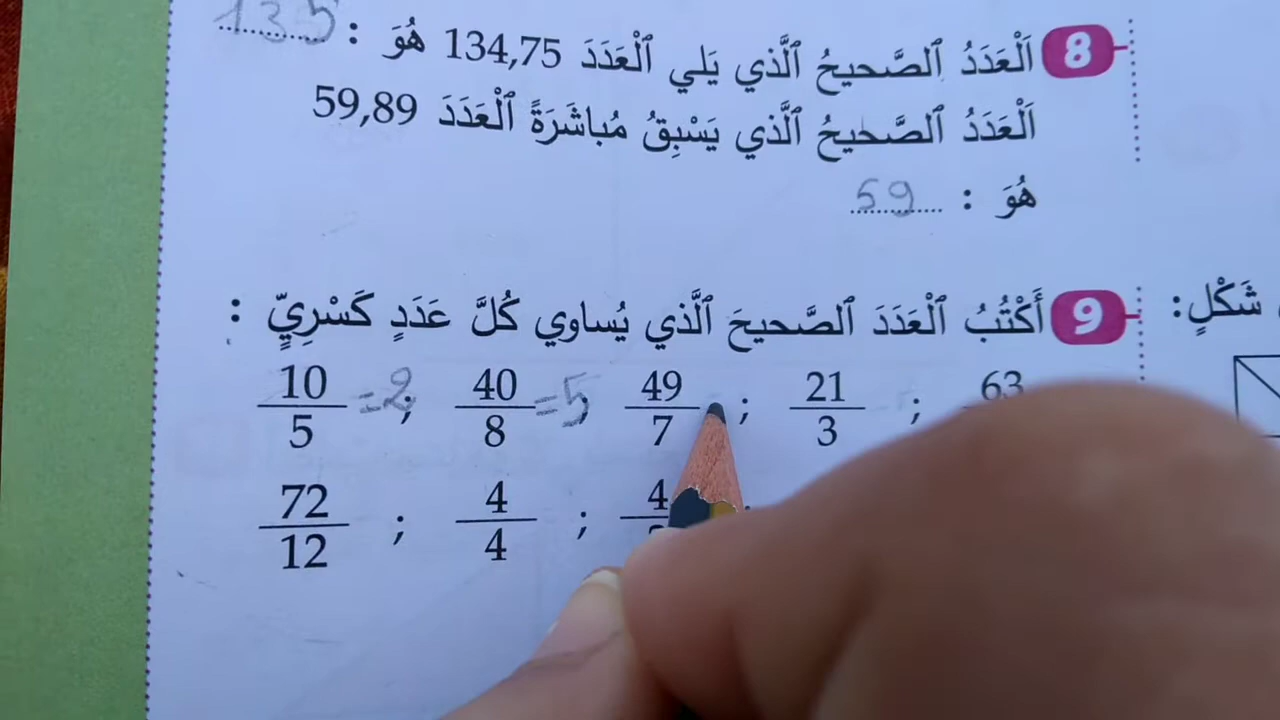 8 اَلْعَدَدُ ٱلصَّحيحُ ٱلَّذي يَلي ٱلْعَدَدَ 134,75 هُوَ : 135
اَلْعَدَدُ ٱلصَّحيحُ ٱلَّذي يَسْبِقُ مُباشَرَةً ٱلْعَدَدَ 59,89
هُوَ : 59
شَكْلٍ:
9 أَكْتُبُ ٱلْعَدَدَ ٱلصَّحيحَ ٱلَّذي يُساوي كُلَّ عَدَدٍ كَسْرِيٍّ :
10/5 =2 ; 40/8 =5 ; 49/7 ; 21/3 ; 63
72/12 ; 4/4 ; 4